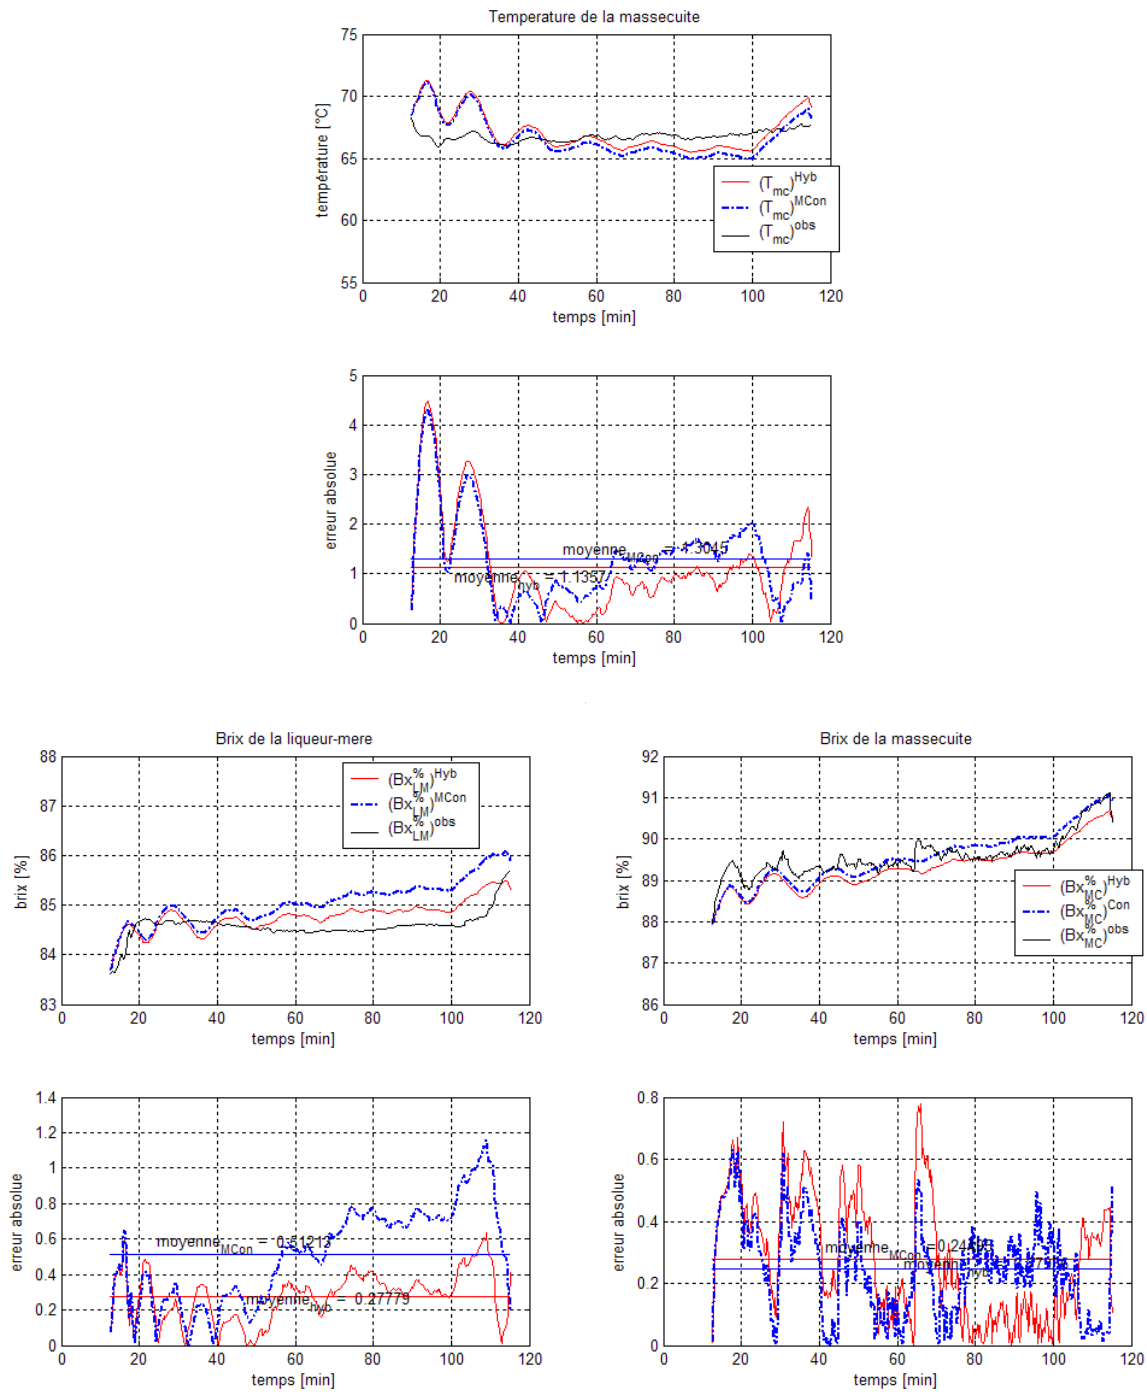 Temperature de la massecuite
75
70
65
60
55
température [°C]
(T_mc)^Hyb
(T_mc)^MCon
(T_mc)^obs
0 20 40 60 80 100 120
temps [min]
5
4
3
2
1
0
erreur absolue
moyenne_MCon = 1.3045
moyenne_hyb = 1.1357
0 20 40 60 80 100 120
temps [min]
Brix de la liqueur-mere
88
87
86
85
84
83
brix [%]
(Bx^%_LM)^Hyb
(Bx^%_LM)^MCon
(Bx^%_LM)^obs
0 20 40 60 80 100 120
temps [min]
Brix de la massecuite
92
91
90
89
88
87
86
brix [%]
(Bx^%_MC)^Hyb
(Bx^%_MC)^Con
(Bx^%_MC)^obs
0 20 40 60 80 100 120
temps [min]
1.4
1.2
1
0.8
0.6
0.4
0.2
0
erreur absolue
moyenne_MCon = 0.51213
moyenne_hyb = 0.27779
0 20 40 60 80 100 120
temps [min]
0.8
0.6
0.4
0.2
0
erreur absolue
moyenne_MCon =
moyenne_hyb
0 20 40 60 80 100 120
temps [min]